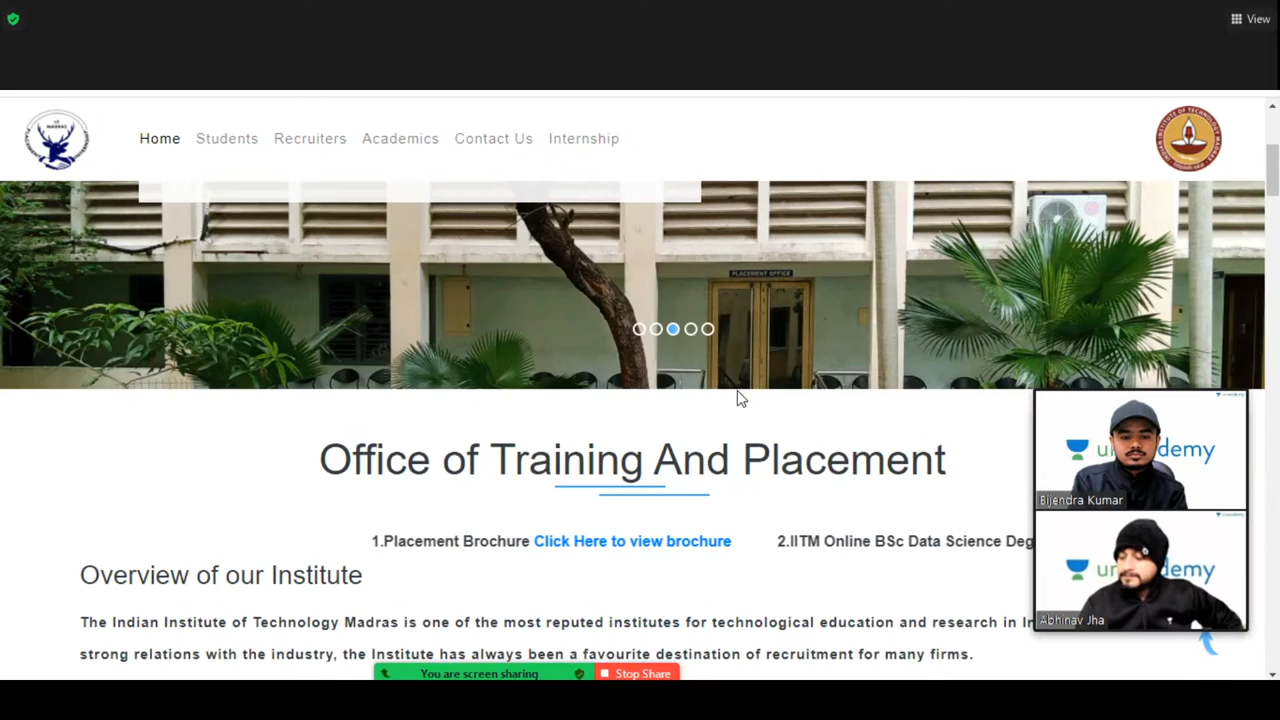 View
Home Students Recruiters Academics Contact Us Internship
PLACEMENT OFFICE
Office of Training And Placement
1.Placement Brochure Click Here to view brochure 2.IITM Online BSc Data Science Deg
Overview of our Institute
The Indian Institute of Technology Madras is one of the most reputed institutes for technological education and research in In
strong relations with the industry, the Institute has always been a favourite destination of recruitment for many firms.
Bijendra Kumar
Abhinav Jha
You are screen sharing Stop Share